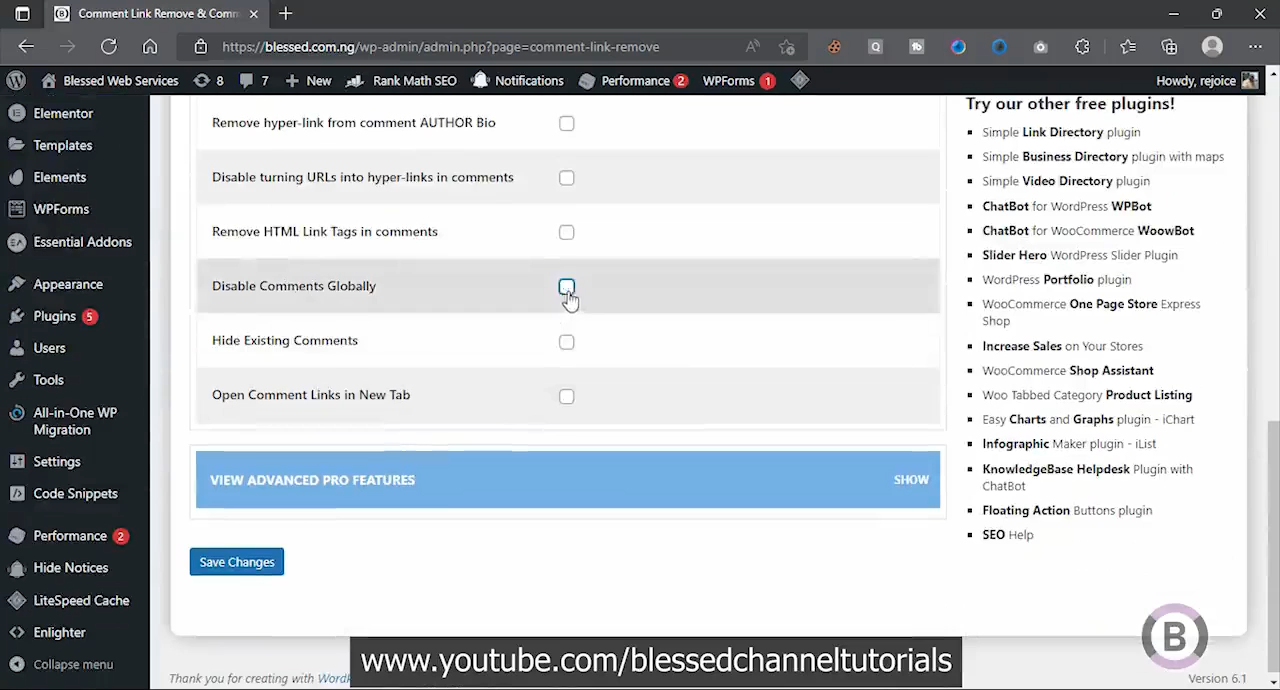 Comment Link Remove & Comm
https://blessed.com.ng/wp-admin/admin.php?page=comment-link-remove
Blessed Web Services
8
7
New
Rank Math SEO
Notifications
Performance 2
WPForms 1
Howdy, rejoice
Elementor
Templates
Elements
WPForms
Essential Addons
Appearance
Plugins 5
Users
Tools
All-in-One WP
Migration
Settings
Code Snippets
Performance 2
Hide Notices
LiteSpeed Cache
Enlighter
Collapse menu
Remove hyper-link from comment AUTHOR Bio
Disable turning URLs into hyper-links in comments
Remove HTML Link Tags in comments
Disable Comments Globally
Hide Existing Comments
Open Comment Links in New Tab
VIEW ADVANCED PRO FEATURES
SHOW
Save Changes
Try our other free plugins!
Simple Link Directory plugin
Simple Business Directory plugin with maps
Simple Video Directory plugin
ChatBot for WordPress WPBot
ChatBot for WooCommerce WoowBot
Slider Hero WordPress Slider Plugin
WordPress Portfolio plugin
WooCommerce One Page Store Express
Shop
Increase Sales on Your Stores
WooCommerce Shop Assistant
Woo Tabbed Category Product Listing
Easy Charts and Graphs plugin - iChart
Infographic Maker plugin - iList
KnowledgeBase Helpdesk Plugin with
ChatBot
Floating Action Buttons plugin
SEO Help
B
www.youtube.com/blessedchanneltutorials
Thank you for creating with Wordk
Version 6.1